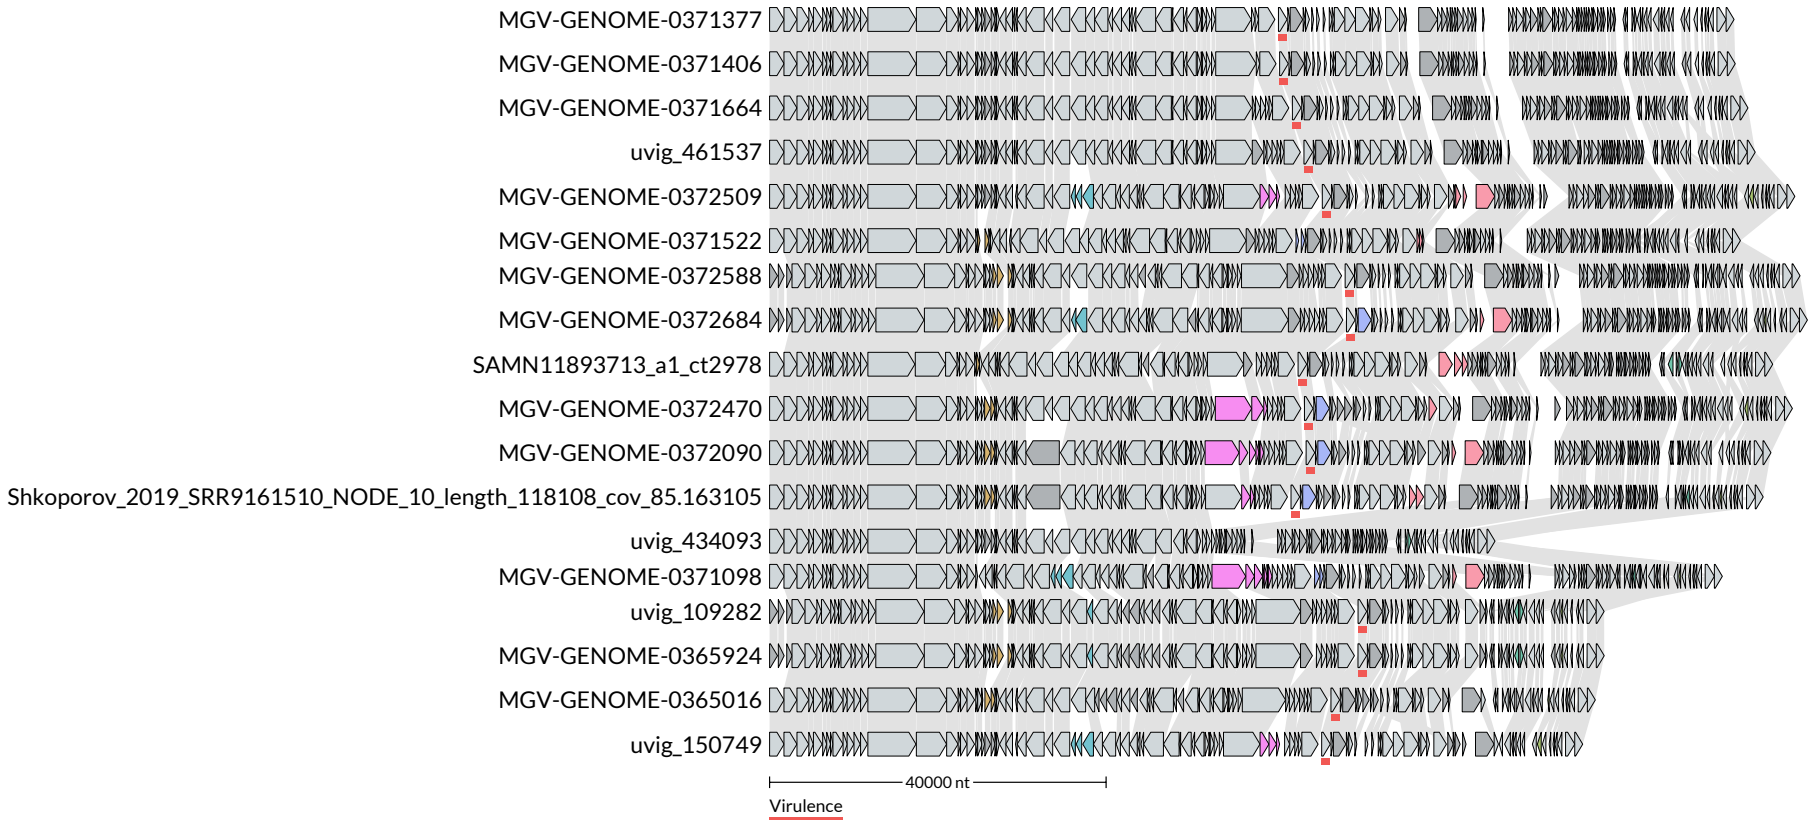 MGV-GENOME-0371377
MGV-GENOME-0371406
MGV-GENOME-0371664
uvig_461537
MGV-GENOME-0372509
MGV-GENOME-0371522
MGV-GENOME-0372588
MGV-GENOME-0372684
SAMN11893713_a1_ct2978
MGV-GENOME-0372470
MGV-GENOME-0372090
Shkoporov_2019_SRR9161510_NODE_10_length_118108_cov_85.163105
uvig_434093
MGV-GENOME-0371098
uvig_109282
MGV-GENOME-0365924
MGV-GENOME-0365016
uvig_150749
40000 nt
Virulence